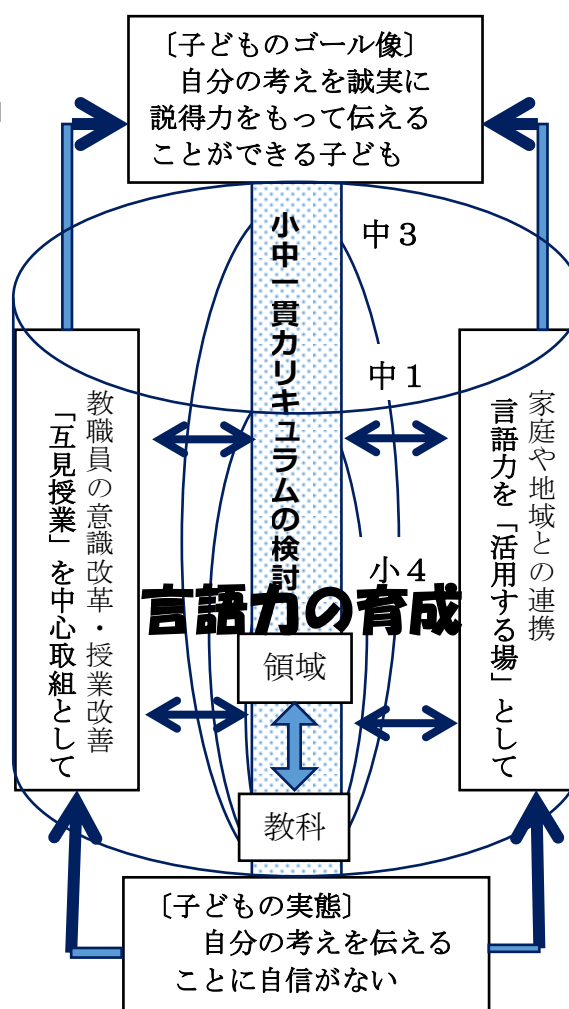 〔子どものゴール像〕
自分の考えを誠実に
説得力をもって伝える
ことができる子ども
小中一貫カリキュラムの検討
中３
中１
小４
教職員の意識改革・授業改善
「互見授業」を中心取組として
家庭や地域との連携
言語力を「活用する場」として
言語力の育成
領域
教科
〔子どもの実態〕
自分の考えを伝える
ことに自信がない